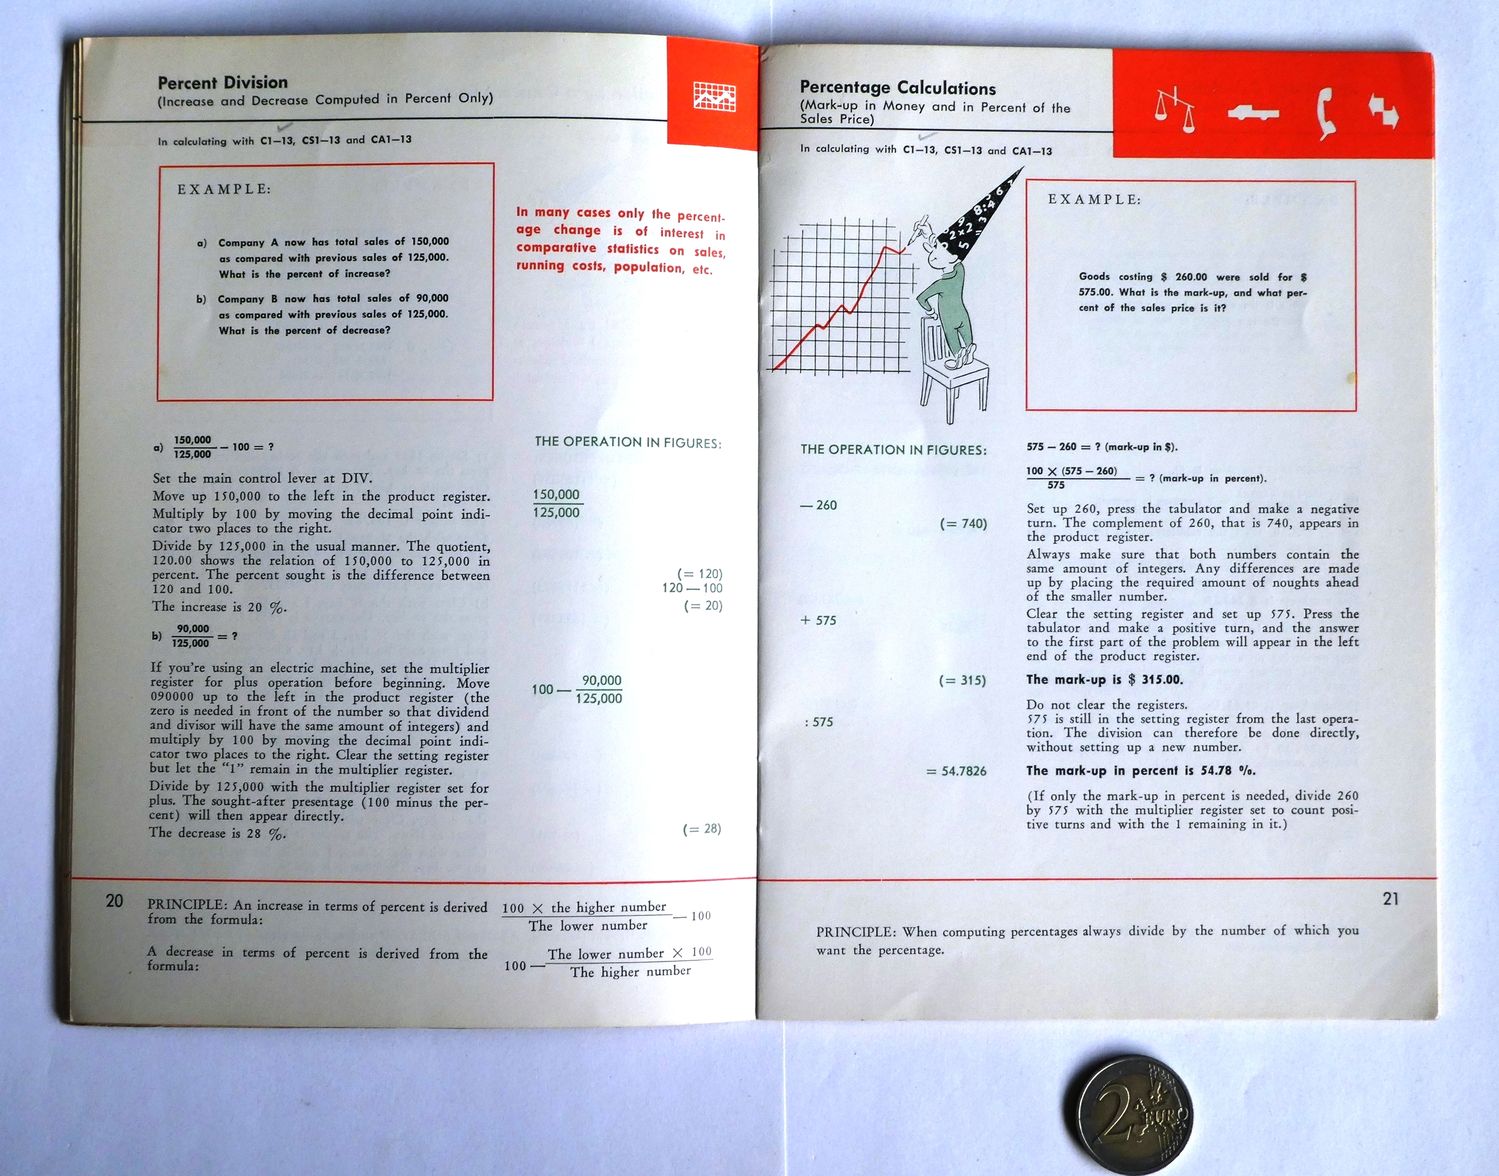 Percent Division
(Increase and Decrease Computed in Percent Only)
In calculating with C1–13, CS1–13 and CA1–13
EXAMPLE:
a) Company A now has total sales of 150,000
as compared with previous sales of 125,000.
What is the percent of increase?
b) Company B now has total sales of 90,000
as compared with previous sales of 125,000.
What is the percent of decrease?
In many cases only the percent-
age change is of interest in
comparative statistics on sales,
running costs, population, etc.
a) 150,000
125,000 – 100 = ?
THE OPERATION IN FIGURES:
Set the main control lever at DIV.
Move up 150,000 to the left in the product register.
Multiply by 100 by moving the decimal point indi-
cator two places to the right.
150,000
125,000
Divide by 125,000 in the usual manner. The quotient,
120.00 shows the relation of 150,000 to 125,000 in
percent. The percent sought is the difference between
120 and 100.
The increase is 20 %.
(= 120)
120 — 100
(= 20)
b) 90,000
125,000 = ?
If you're using an electric machine, set the multiplier
register for plus operation before beginning. Move
090000 up to the left in the product register (the
zero is needed in front of the number so that dividend
and divisor will have the same amount of integers) and
multiply by 100 by moving the decimal point indi-
cator two places to the right. Clear the setting register
but let the “1” remain in the multiplier register.
100 — 90,000
125,000
Divide by 125,000 with the multiplier register set for
plus. The sought-after presentage (100 minus the per-
cent) will then appear directly.
The decrease is 28 %.
(= 28)
20
PRINCIPLE: An increase in terms of percent is derived
from the formula:
100 × the higher number
The lower number — 100
A decrease in terms of percent is derived from the
formula:
100 — The lower number × 100
The higher number
Percentage Calculations
(Mark-up in Money and in Percent of the
Sales Price)
In calculating with C1–13, CS1–13 and CA1–13
6 7
9 8:4
2×2=3
5
EXAMPLE:
Goods costing $ 260.00 were sold for $
575.00. What is the mark-up, and what per-
cent of the sales price is it?
THE OPERATION IN FIGURES:
575 – 260 = ? (mark-up in $).
100 × (575 – 260)
575 = ? (mark-up in percent).
— 260
(= 740)
Set up 260, press the tabulator and make a negative
turn. The complement of 260, that is 740, appears in
the product register.
Always make sure that both numbers contain the
same amount of integers. Any differences are made
up by placing the required amount of noughts ahead
of the smaller number.
+ 575
Clear the setting register and set up 575. Press the
tabulator and make a positive turn, and the answer
to the first part of the problem will appear in the left
end of the product register.
(= 315)
The mark-up is $ 315.00.
: 575
Do not clear the registers.
575 is still in the setting register from the last opera-
tion. The division can therefore be done directly,
without setting up a new number.
= 54.7826
The mark-up in percent is 54.78 %.
(If only the mark-up in percent is needed, divide 260
by 575 with the multiplier register set to count posi-
tive turns and with the 1 remaining in it.)
21
PRINCIPLE: When computing percentages always divide by the number of which you
want the percentage.
2 EURO